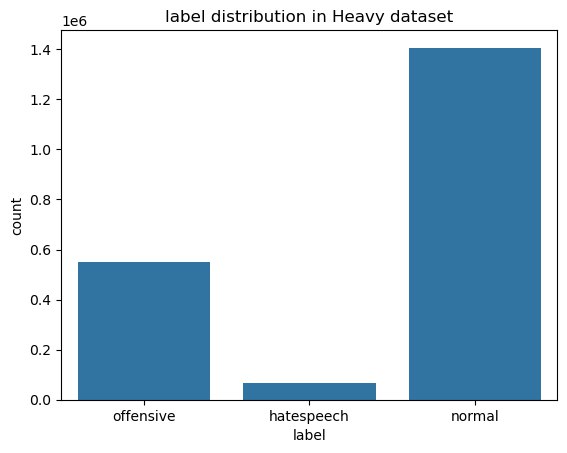 label distribution in Heavy dataset
1e6
1.4
1.2
1.0
0.8
0.6
0.4
0.2
0.0
count
offensive hatespeech normal
label